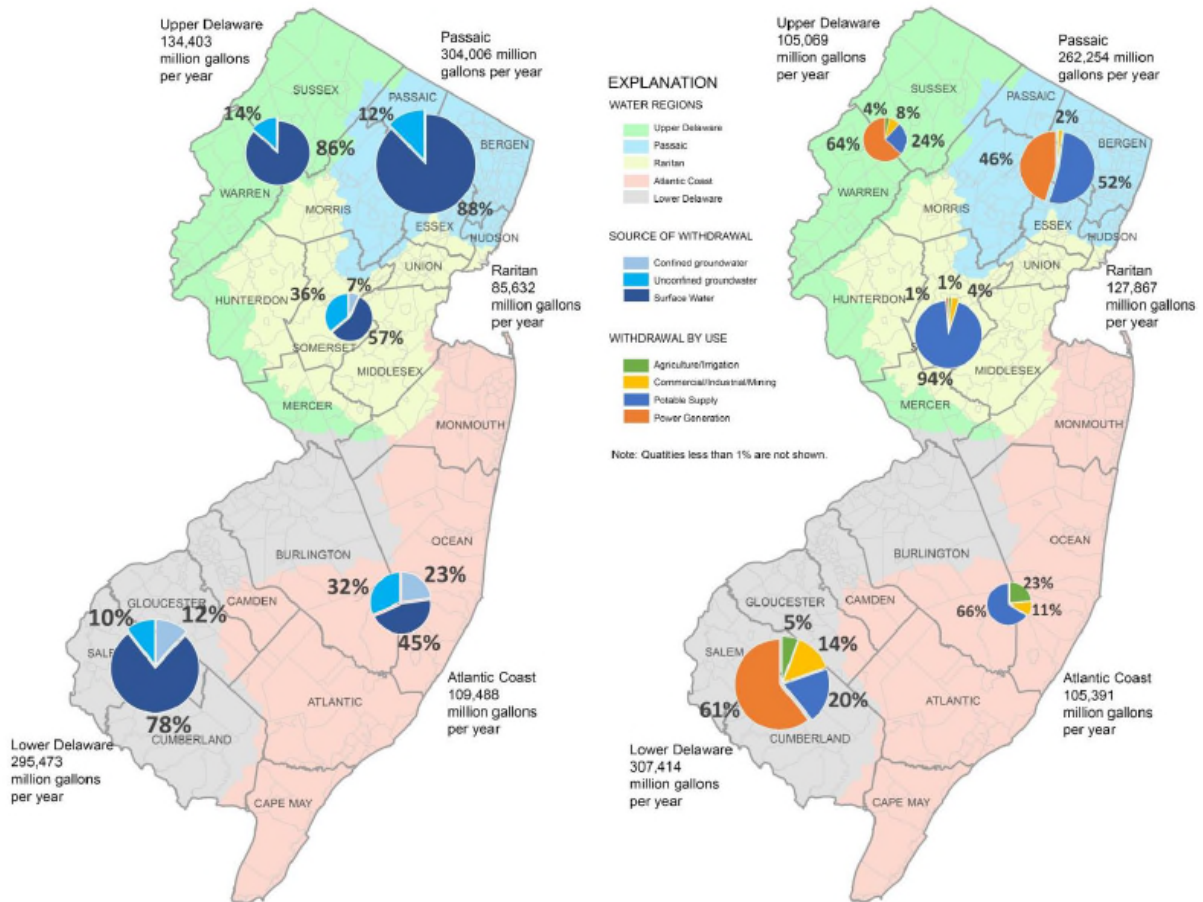 Upper Delaware
134,403
million gallons
per year
Passaic
304,006 million
gallons per year
SUSSEX
PASSAIC
14%
12%
86%
BERGEN
WARREN
88%
MORRIS
ESSEX
HUDSON
UNION
Raritan
85,632
million gallons
per year
36%
7%
HUNTERDON
57%
SOMERSET
MIDDLESEX
MERCER
MONMOUTH
OCEAN
BURLINGTON
32%
23%
GLOUCESTER
CAMDEN
10%
12%
45%
SALE
Atlantic Coast
109,488
million gallons
per year
ATLANTIC
78%
CUMBERLAND
Lower Delaware
295,473
million gallons
per year
CAPE MAY
EXPLANATION
WATER REGIONS
Upper Delaware
Passaic
Raritan
Atlantic Coast
Lower Delaware
SOURCE OF WITHDRAWAL
Confined groundwater
Unconfined groundwater
Surface Water
WITHDRAWAL BY USE
Agriculture/Irrigation
Commercial/Industrial/Mining
Potable Supply
Power Generation
Note: Quatities less than 1% are not shown.
Upper Delaware
105,069
million gallons
per year
Passaic
262,254 million
gallons per year
SUSSEX
PASSAIC
4%
8%
2%
64%
24%
46%
BERGEN
52%
WARREN
MORRIS
ESSEX
HUDSON
UNION
Raritan
127,867
million gallons
per year
HUNTERDON
1%
1%
4%
S
94%
MIDDLESEX
MERCER
MONMOUTH
OCEAN
BURLINGTON
23%
66%
11%
GLOUCESTER
CAMDEN
5%
14%
SALEM
20%
61%
Atlantic Coast
105,391
million gallons
per year
ATLANTIC
CUMBERLAND
Lower Delaware
307,414
million gallons
per year
CAPE MAY